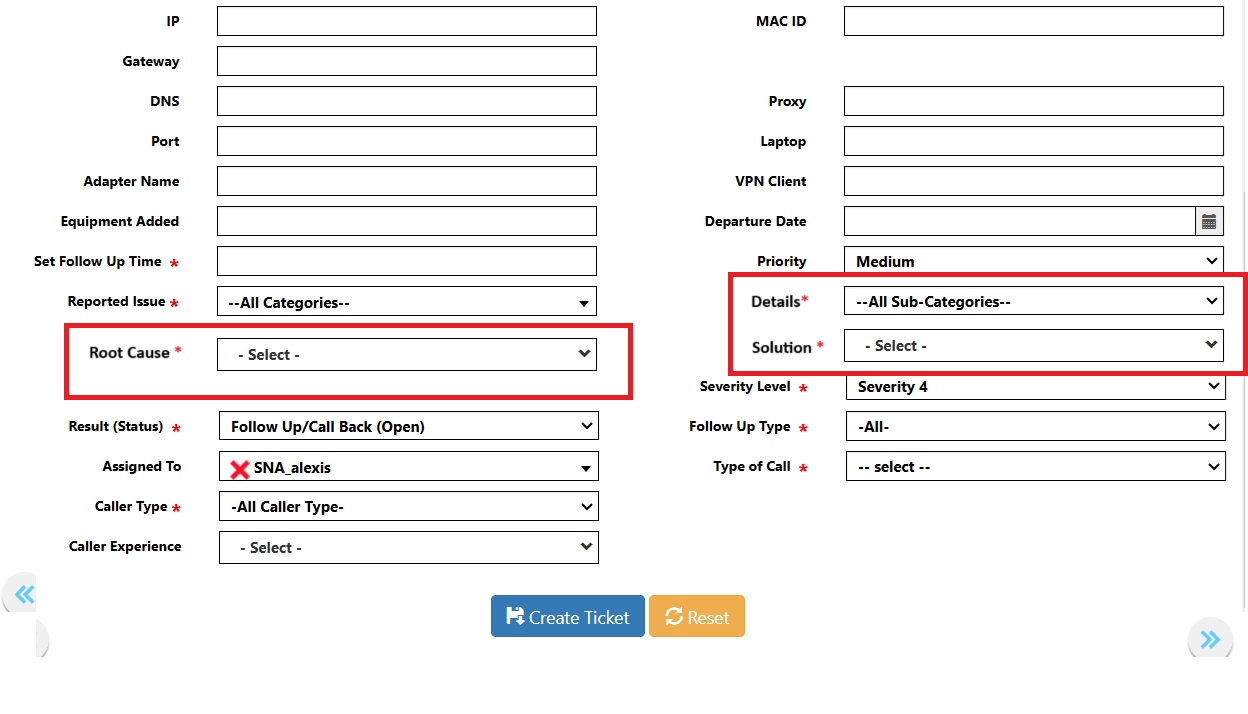 IP MAC ID
Gateway
DNS Proxy
Port Laptop
Adapter Name VPN Client
Equipment Added Departure Date
Set Follow Up Time * Priority Medium
Reported Issue * --All Categories-- Details* --All Sub-Categories--
Root Cause * - Select - Solution * - Select -
Severity Level * Severity 4
Result (Status) * Follow Up/Call Back (Open) Follow Up Type * -All-
Assigned To SNA_alexis Type of Call * -- select --
Caller Type * -All Caller Type-
Caller Experience - Select -
Create Ticket Reset